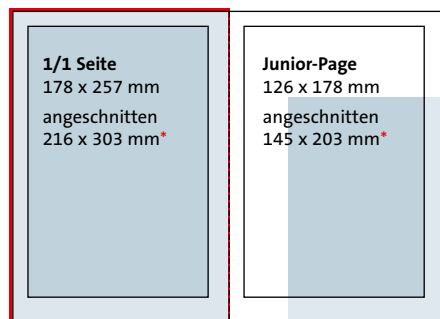 1/1 Seite
178 x 257 mm
angeschnitten
216 x 303 mm*
Junior-Page
126 x 178 mm
angeschnitten
145 x 203 mm*